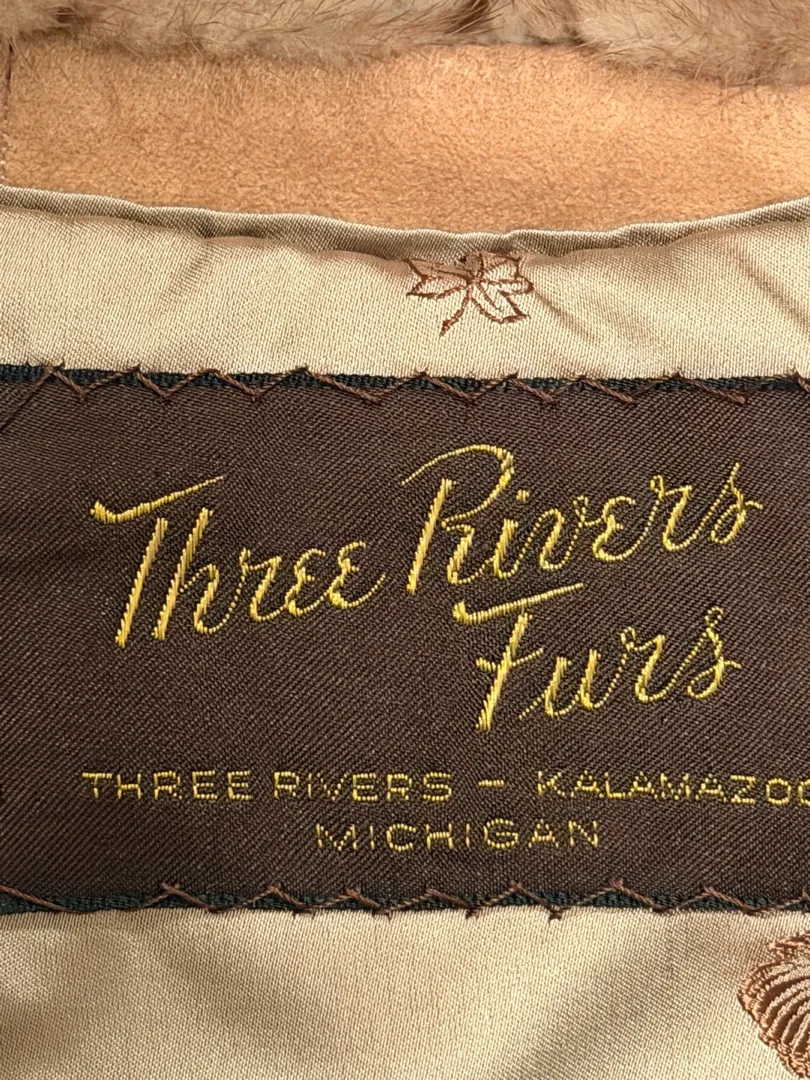 Three Rivers
Furs
THREE RIVERS – KALAMAZOO
MICHIGAN